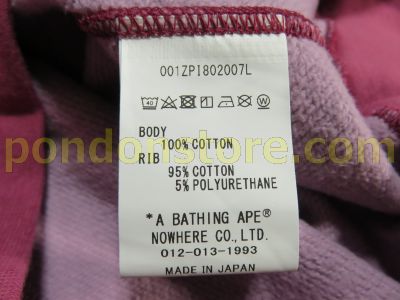 001ZPI802007L
40
BODY
100% COTTON
RIB
95% COTTON
5% POLYURETHANE
pondonstore.com
*A BATHING APE®
NOWHERE CO.,LTD.
012-013-1993
MADE IN JAPAN